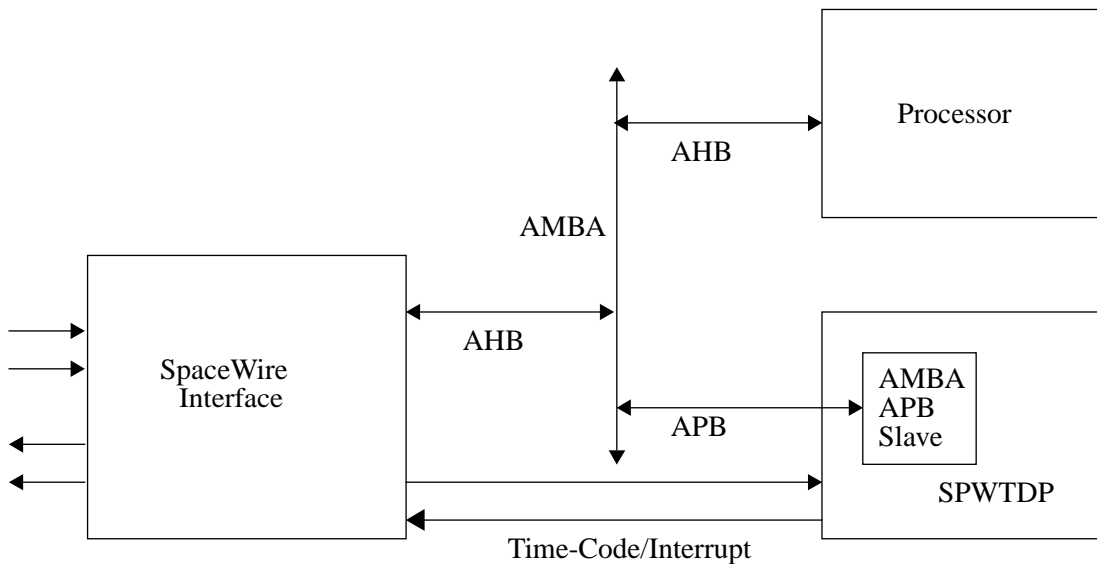 Processor
AHB
AMBA
AHB
SpaceWire
Interface
AMBA
APB
Slave
APB
SPWTDP
Time-Code/Interrupt